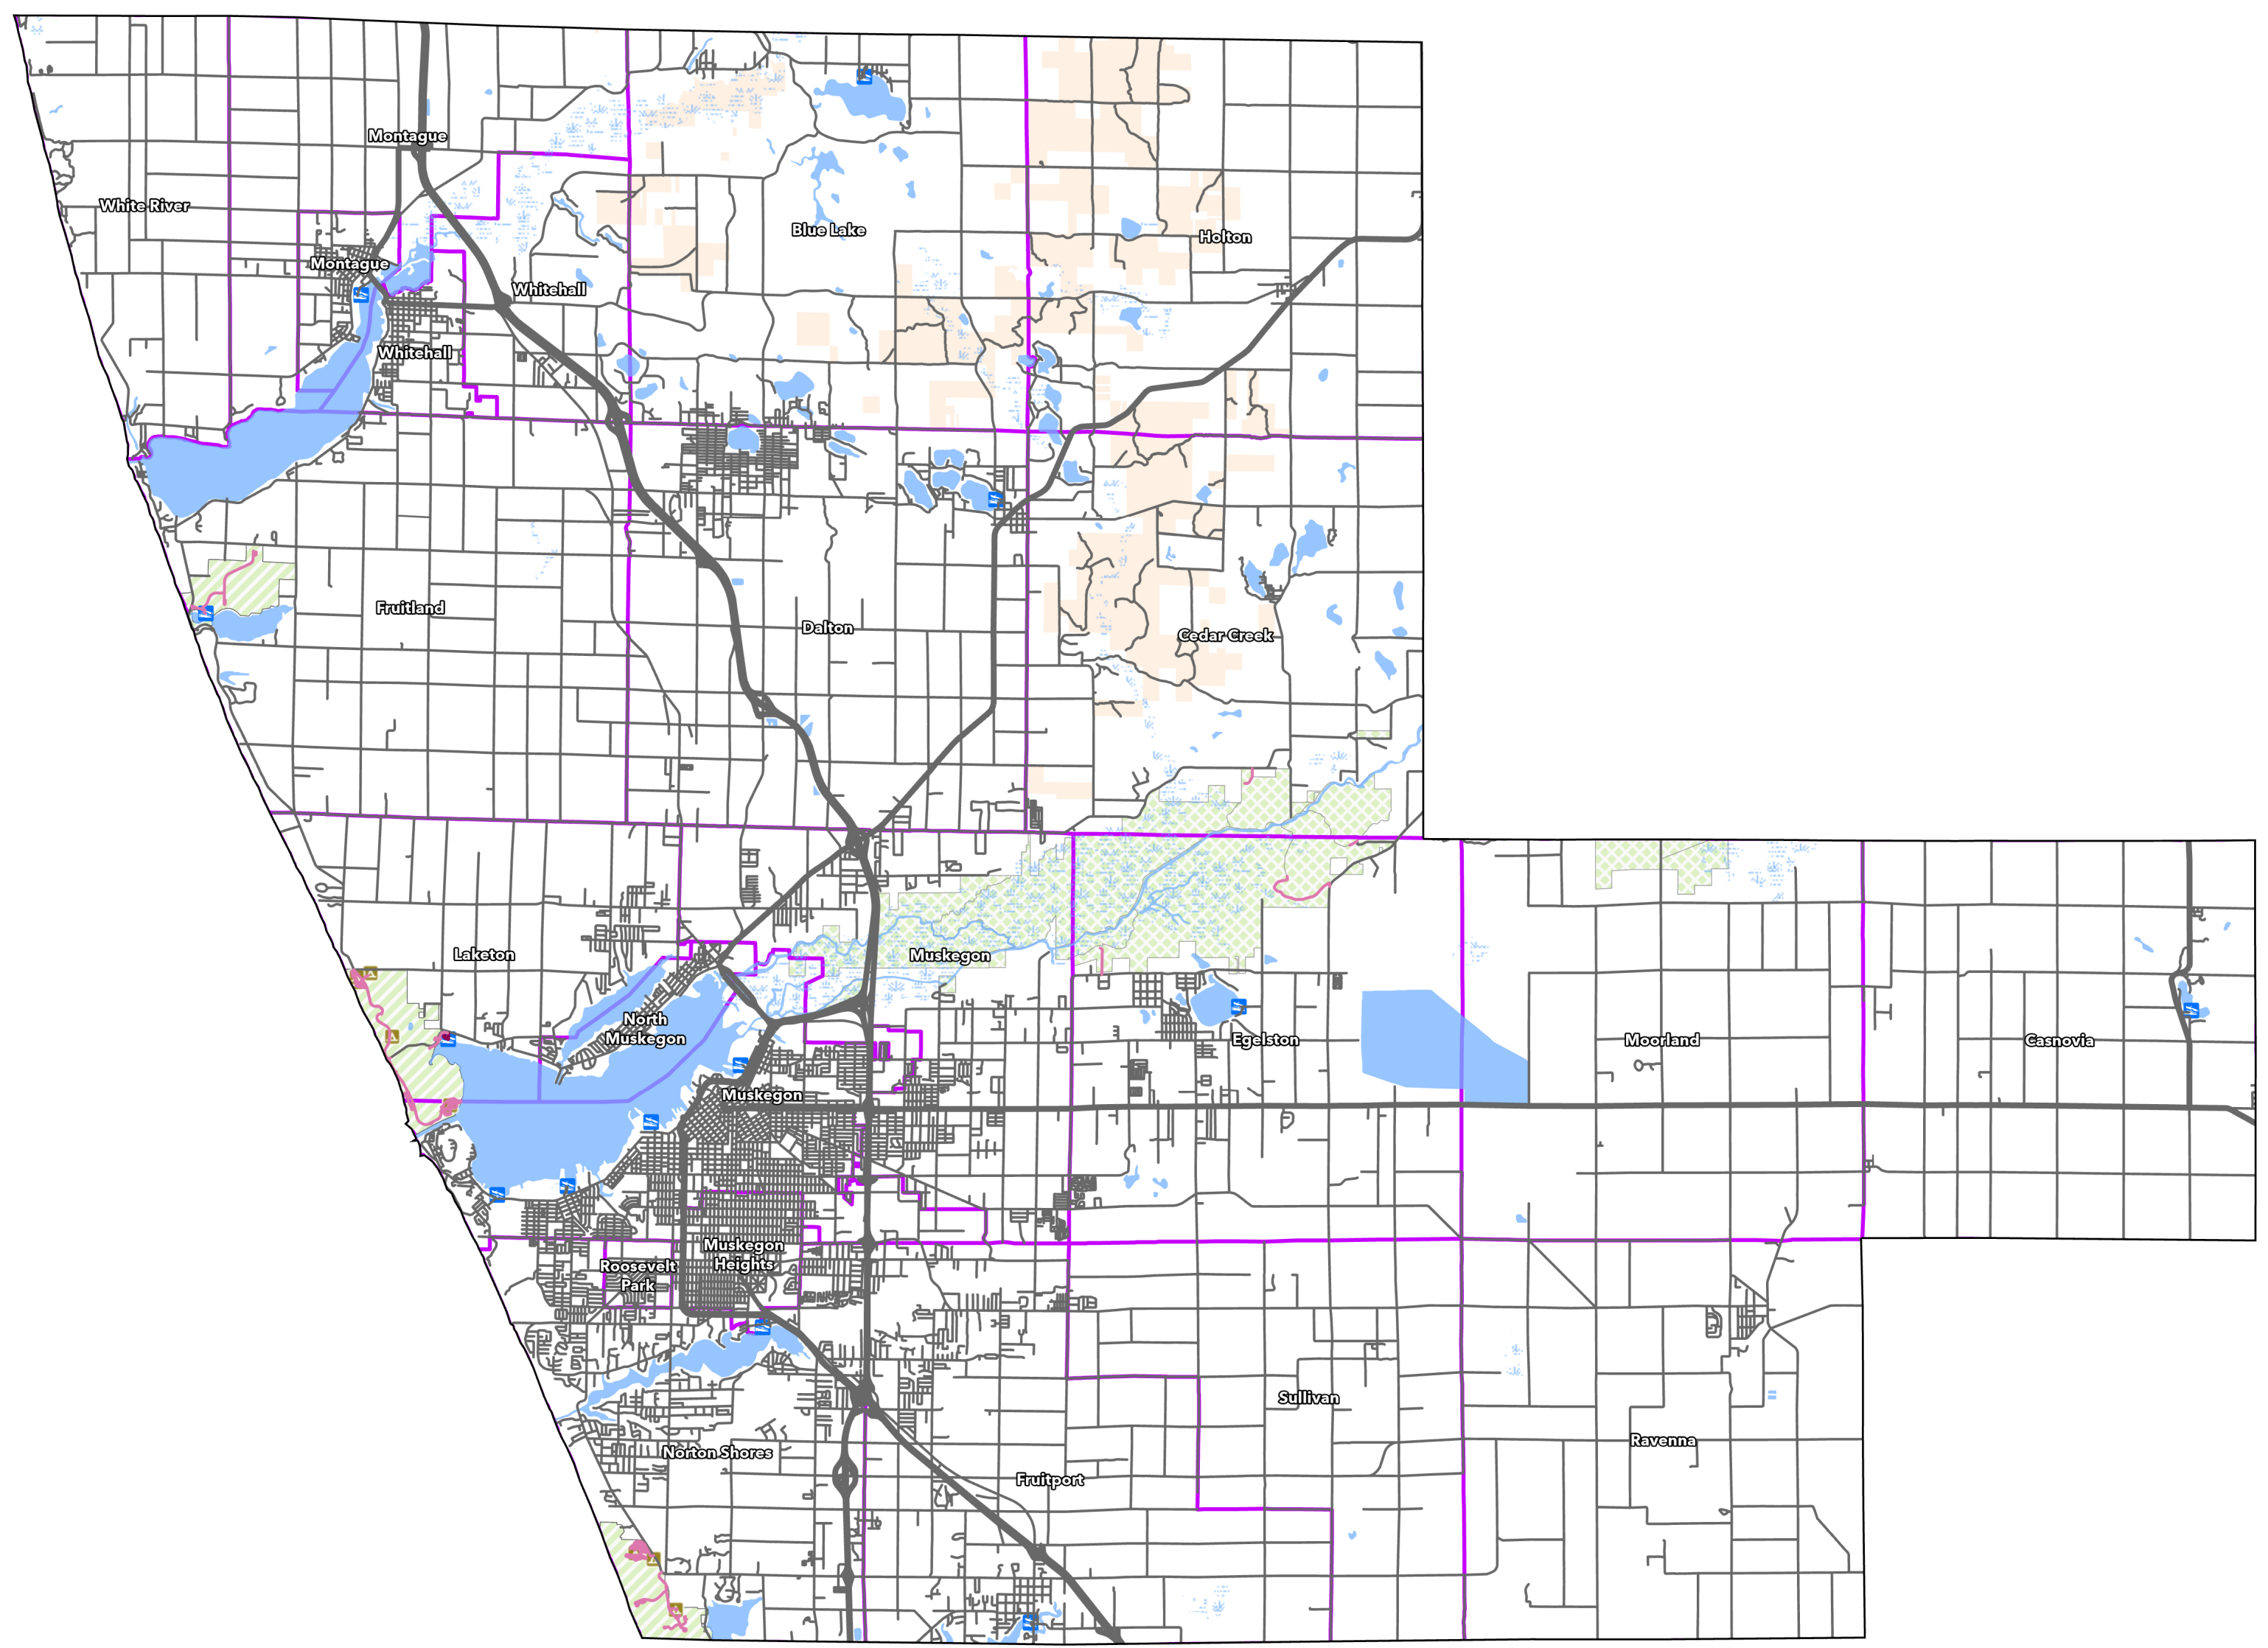 Montague
White River
Blue Lake
Holton
Montague
Whitehall
Whitehall
Fruitland
Dalton
Cedar Creek
Laketon
Muskegon
North
Muskegon
Egelston
Moorland
Casnovia
Muskegon
Muskegon
Heights
Roosevelt
Park
Sullivan
Ravenna
Norton Shores
Fruitport